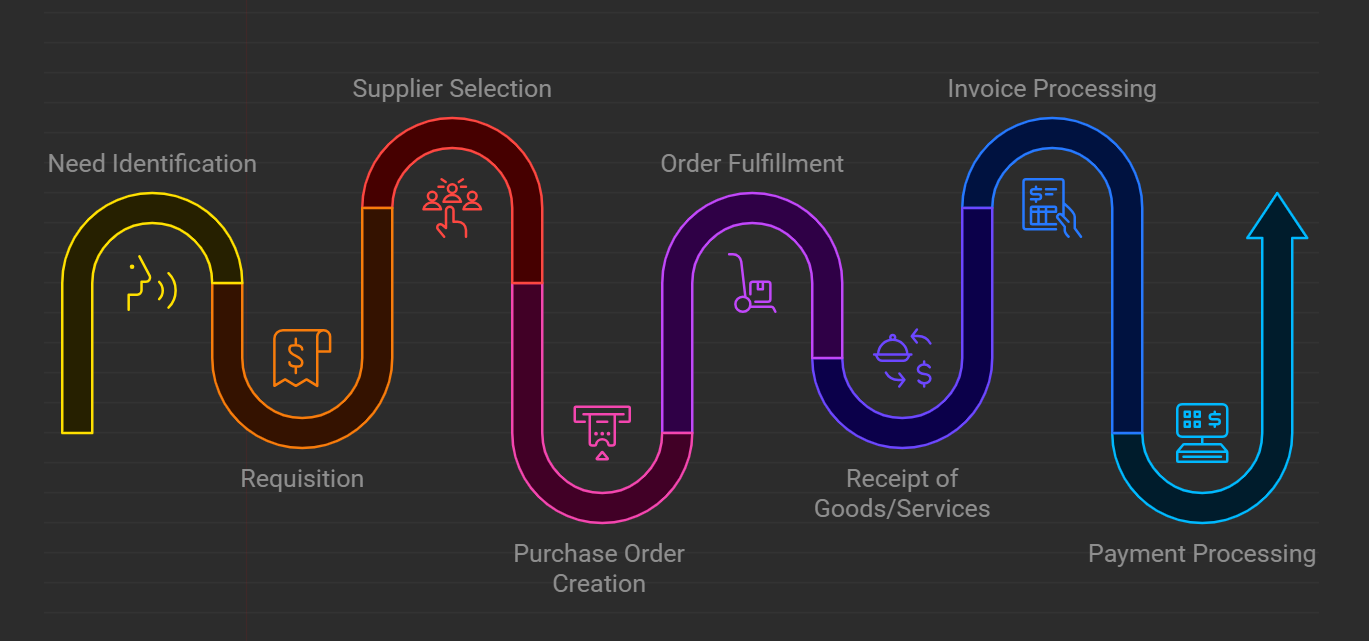 Need Identification
Requisition
Supplier Selection
Purchase Order
Creation
Order Fulfillment
Receipt of
Goods/Services
Invoice Processing
Payment Processing